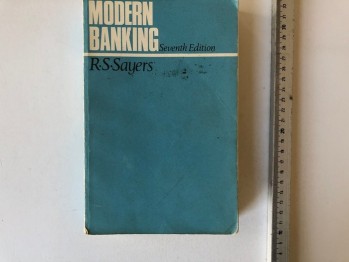 MODERN
BANKING Seventh Edition
R·S·Sayers